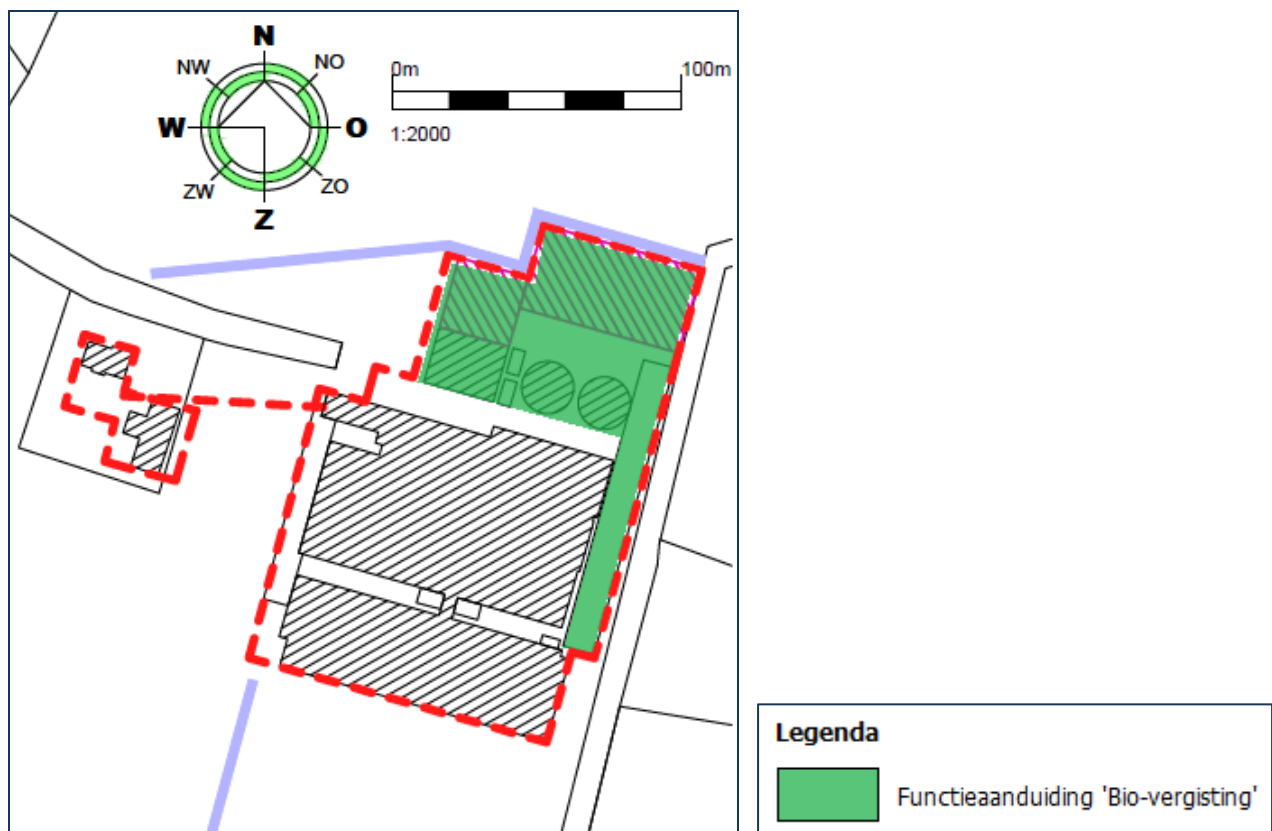 N
NW
NO
W
O
ZW
ZO
Z
0m
100m
1:2000
Legenda
Functieaanduiding 'Bio-vergisting'